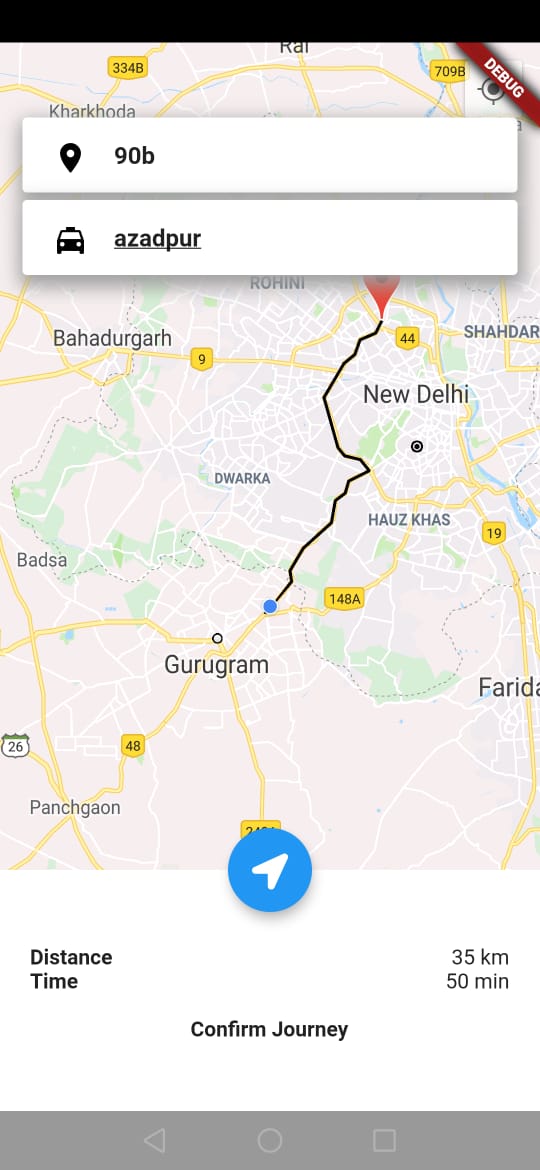 Rai
334B
709B
DEBUG
Kharkhoda
90b
azadpur
ROHINI
Bahadurgarh
44
SHAHDAR
9
New Delhi
DWARKA
HAUZ KHAS
19
Badsa
148A
Gurugram
Farida
26
48
Panchgaon
Distance 35 km
Time 50 min
Confirm Journey